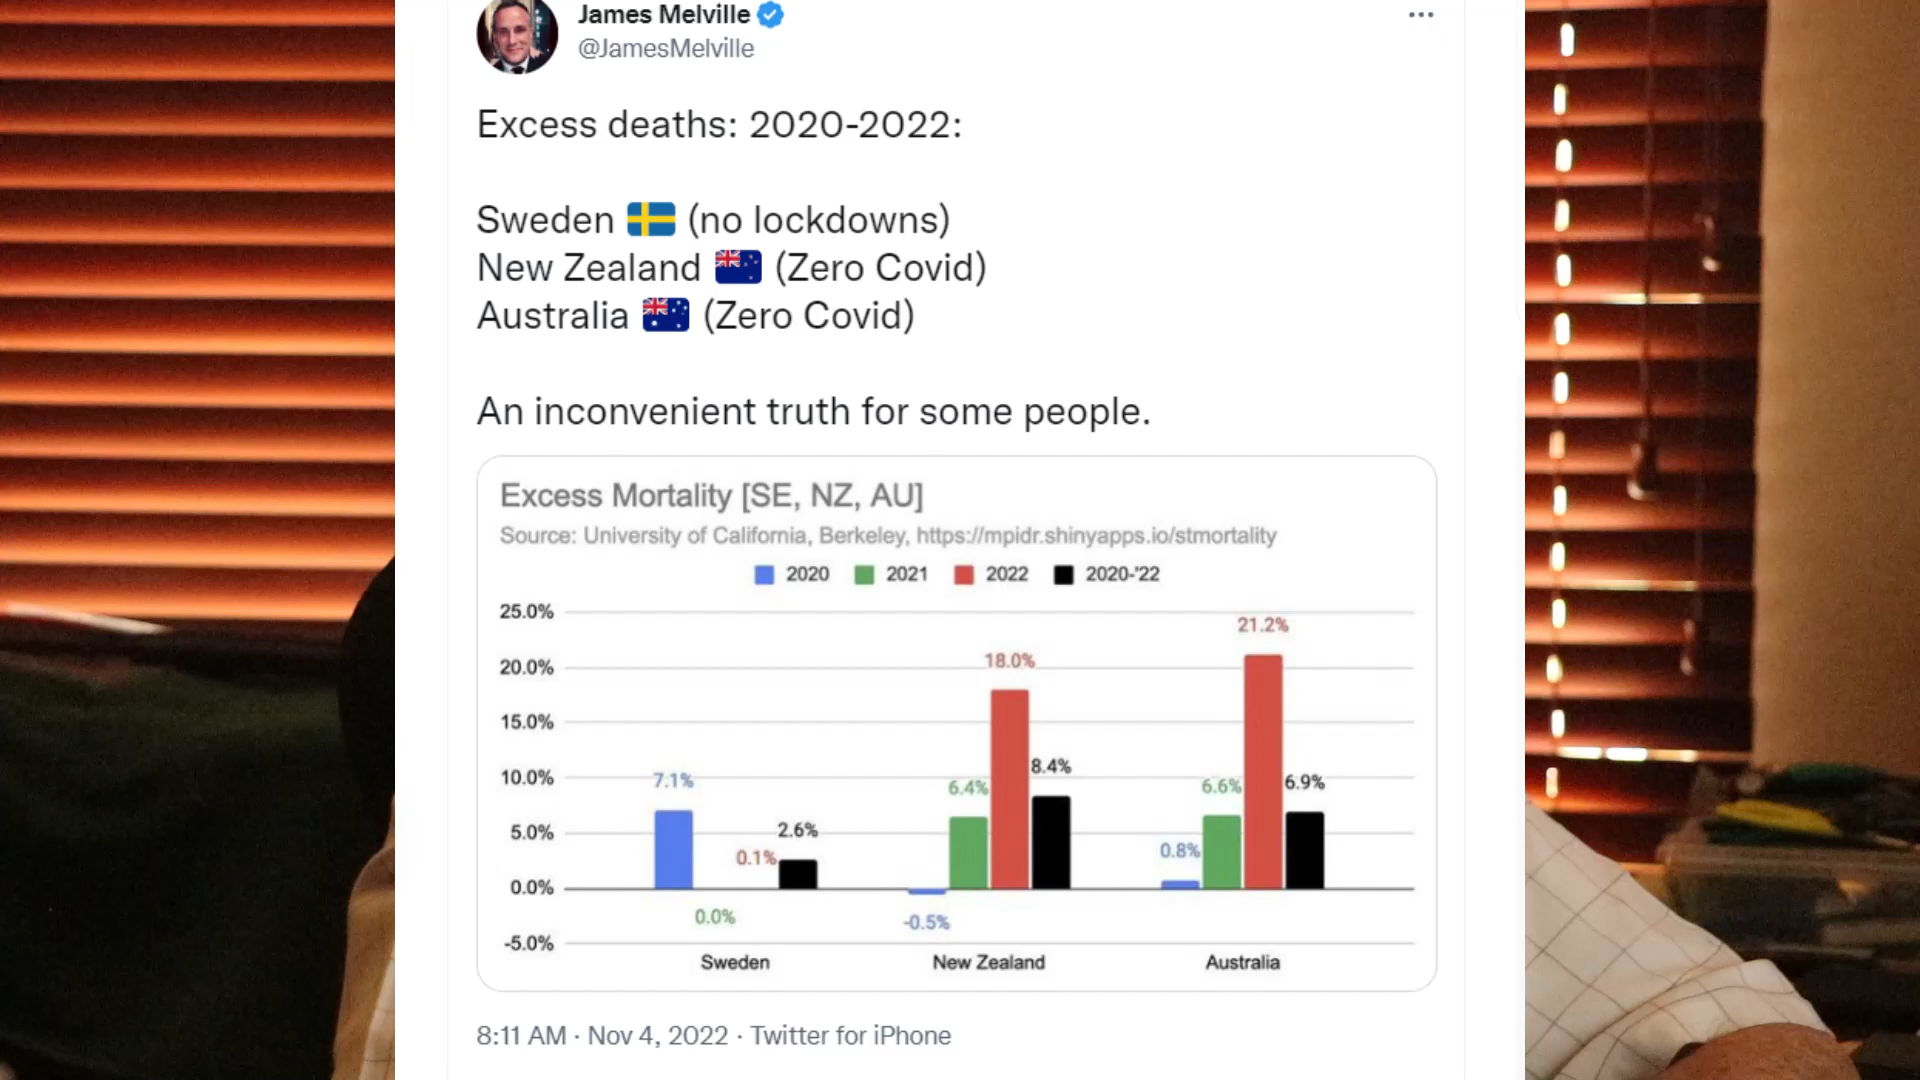 James Melville
@JamesMelville
Excess deaths: 2020-2022:
Sweden 🇸🇪 (no lockdowns)
New Zealand 🇳🇿 (Zero Covid)
Australia 🇦🇺 (Zero Covid)
An inconvenient truth for some people.
Excess Mortality [SE, NZ, AU]
Source: University of California, Berkeley, https://mpidr.shinyapps.io/stmortality
2020 2021 2022 2020-'22
25.0%
20.0%
15.0%
10.0%
5.0%
0.0%
-5.0%
7.1%
0.0%
0.1%
2.6%
-0.5%
6.4%
18.0%
8.4%
0.8%
6.6%
21.2%
6.9%
Sweden New Zealand Australia
8:11 AM · Nov 4, 2022 · Twitter for iPhone